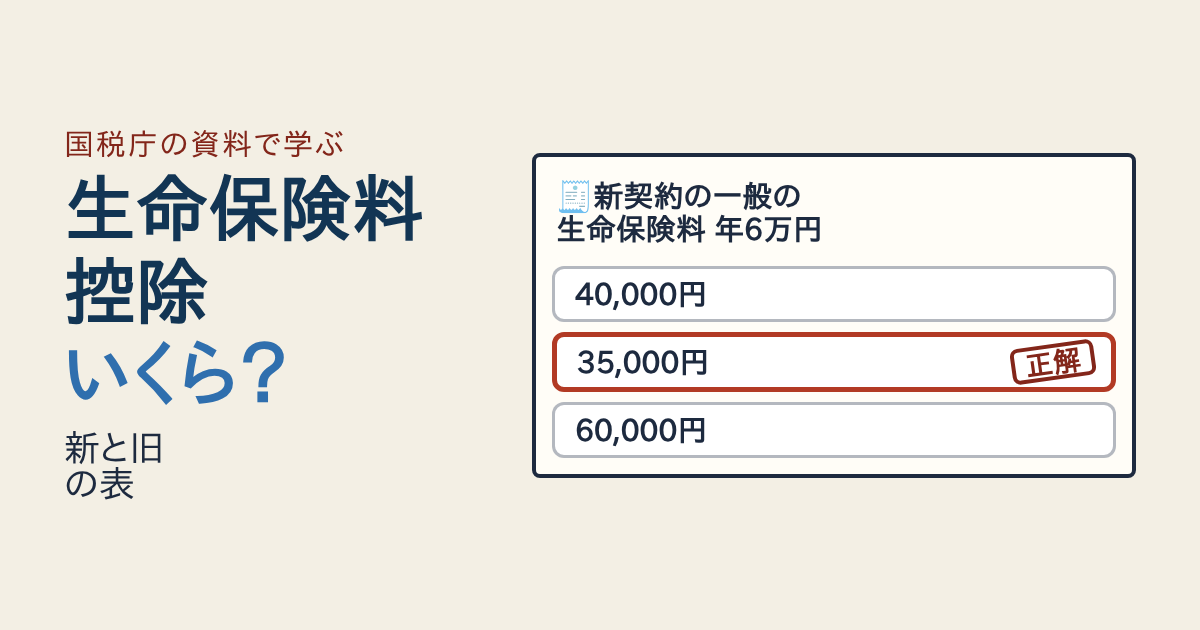 国税庁の資料で学ぶ
生命保険料
控除
いくら？
新と旧
の表
新契約の一般の
生命保険料 年6万円
40,000円
35,000円
正解
60,000円